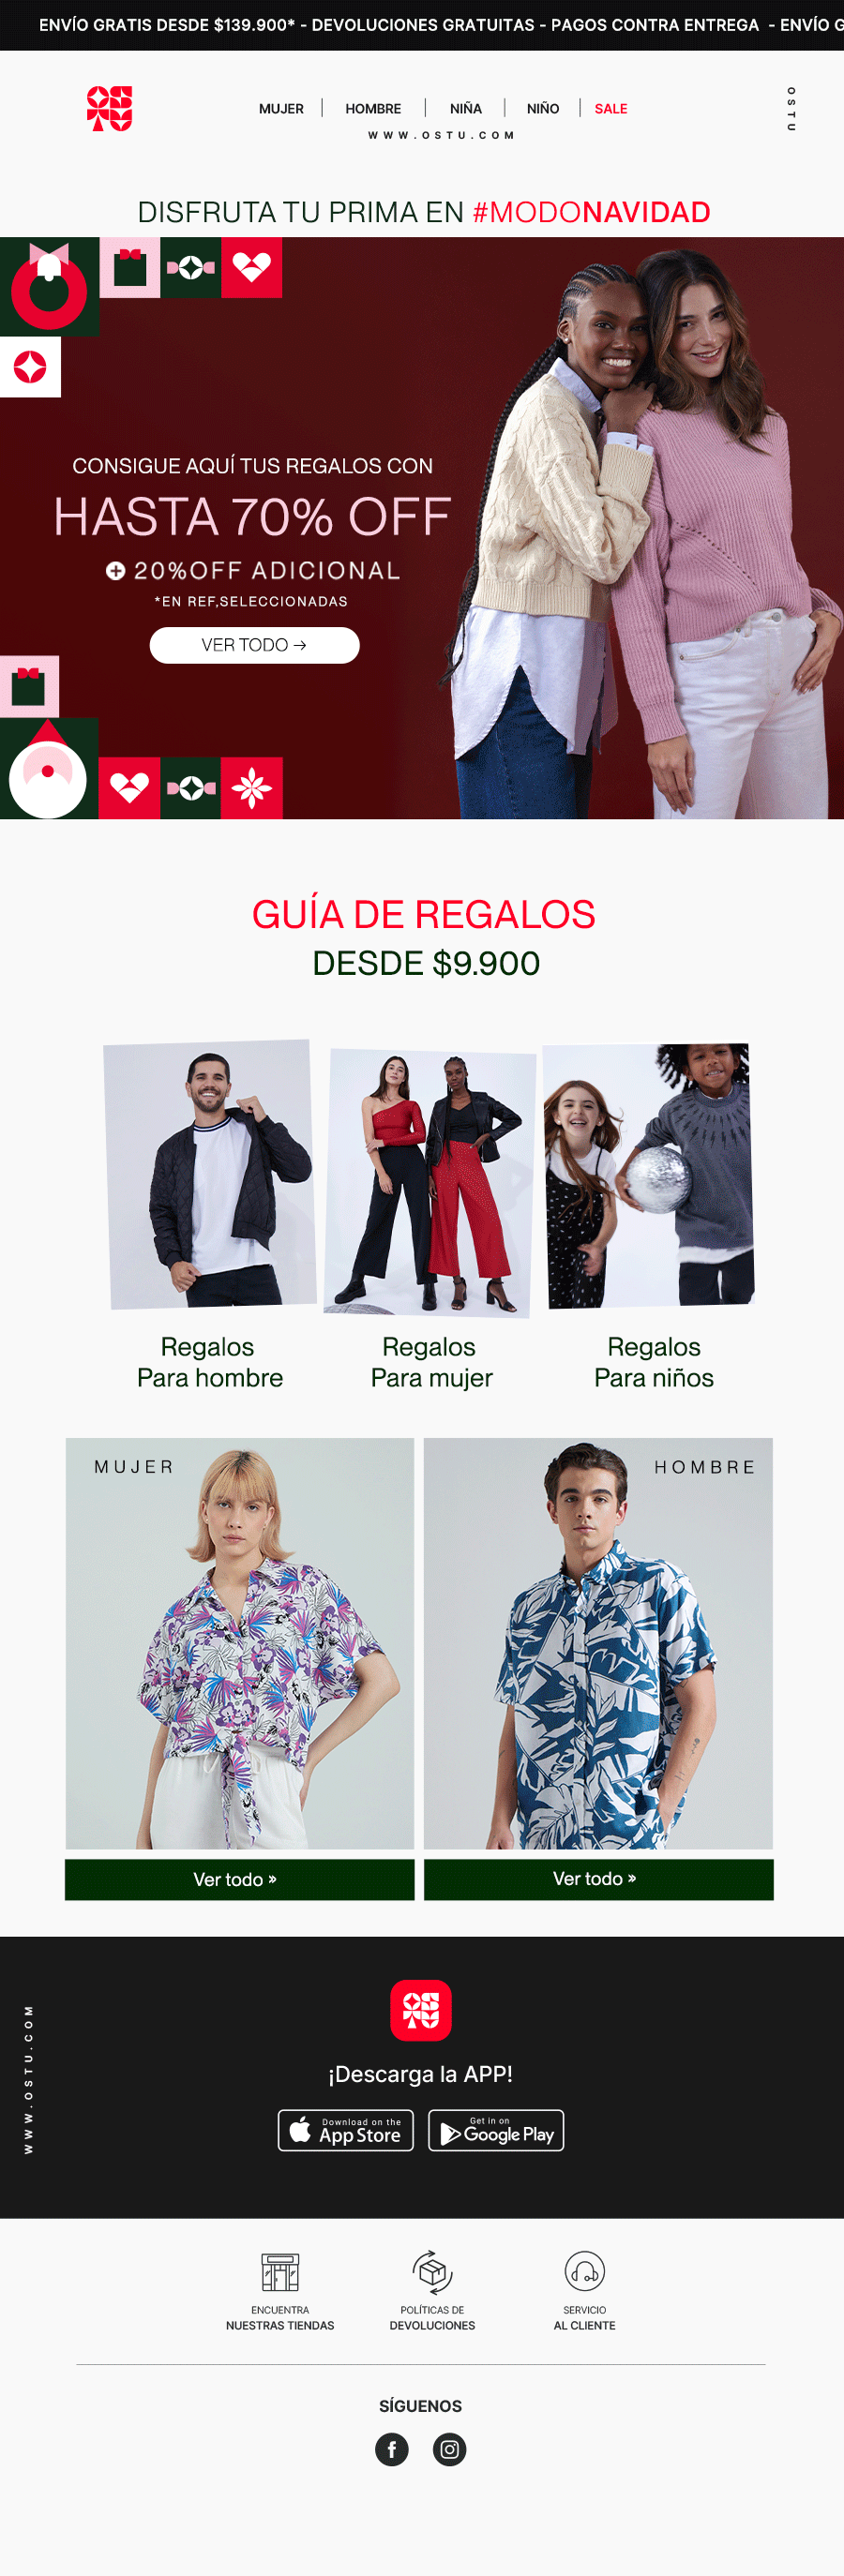 ENVÍO GRATIS DESDE $139.900* - DEVOLUCIONES GRATUITAS - PAGOS CONTRA ENTREGA - ENVÍO G
MUJER | HOMBRE | NIÑA | NIÑO | SALE
WWW.OSTU.COM
OSTU
DISFRUTA TU PRIMA EN #MODONAVIDAD
CONSIGUE AQUÍ TUS REGALOS CON
HASTA 70% OFF
+ 20%OFF ADICIONAL
*EN REF,SELECCIONADAS
VER TODO →
GUÍA DE REGALOS
DESDE $9.900
Regalos
Para hombre
Regalos
Para mujer
Regalos
Para niños
MUJER
HOMBRE
Ver todo »
Ver todo »
WWW.OSTU.COM
OSTU
¡Descarga la APP!
Download on the
App Store
Get in on
Google Play
ENCUENTRA
NUESTRAS TIENDAS
POLÍTICAS DE
DEVOLUCIONES
SERVICIO
AL CLIENTE
SÍGUENOS